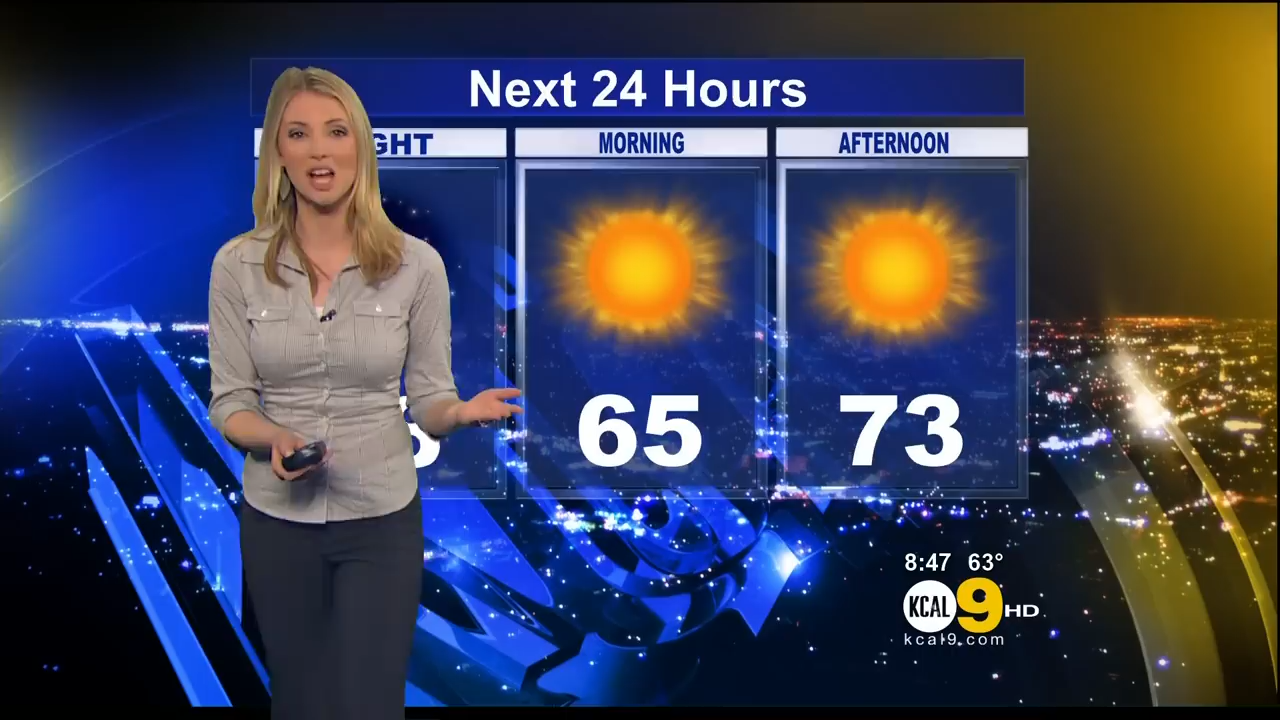 Next 24 Hours
MORNING
AFTERNOON
65
73
8:47 63°
KCAL 9 HD
kcal9.com